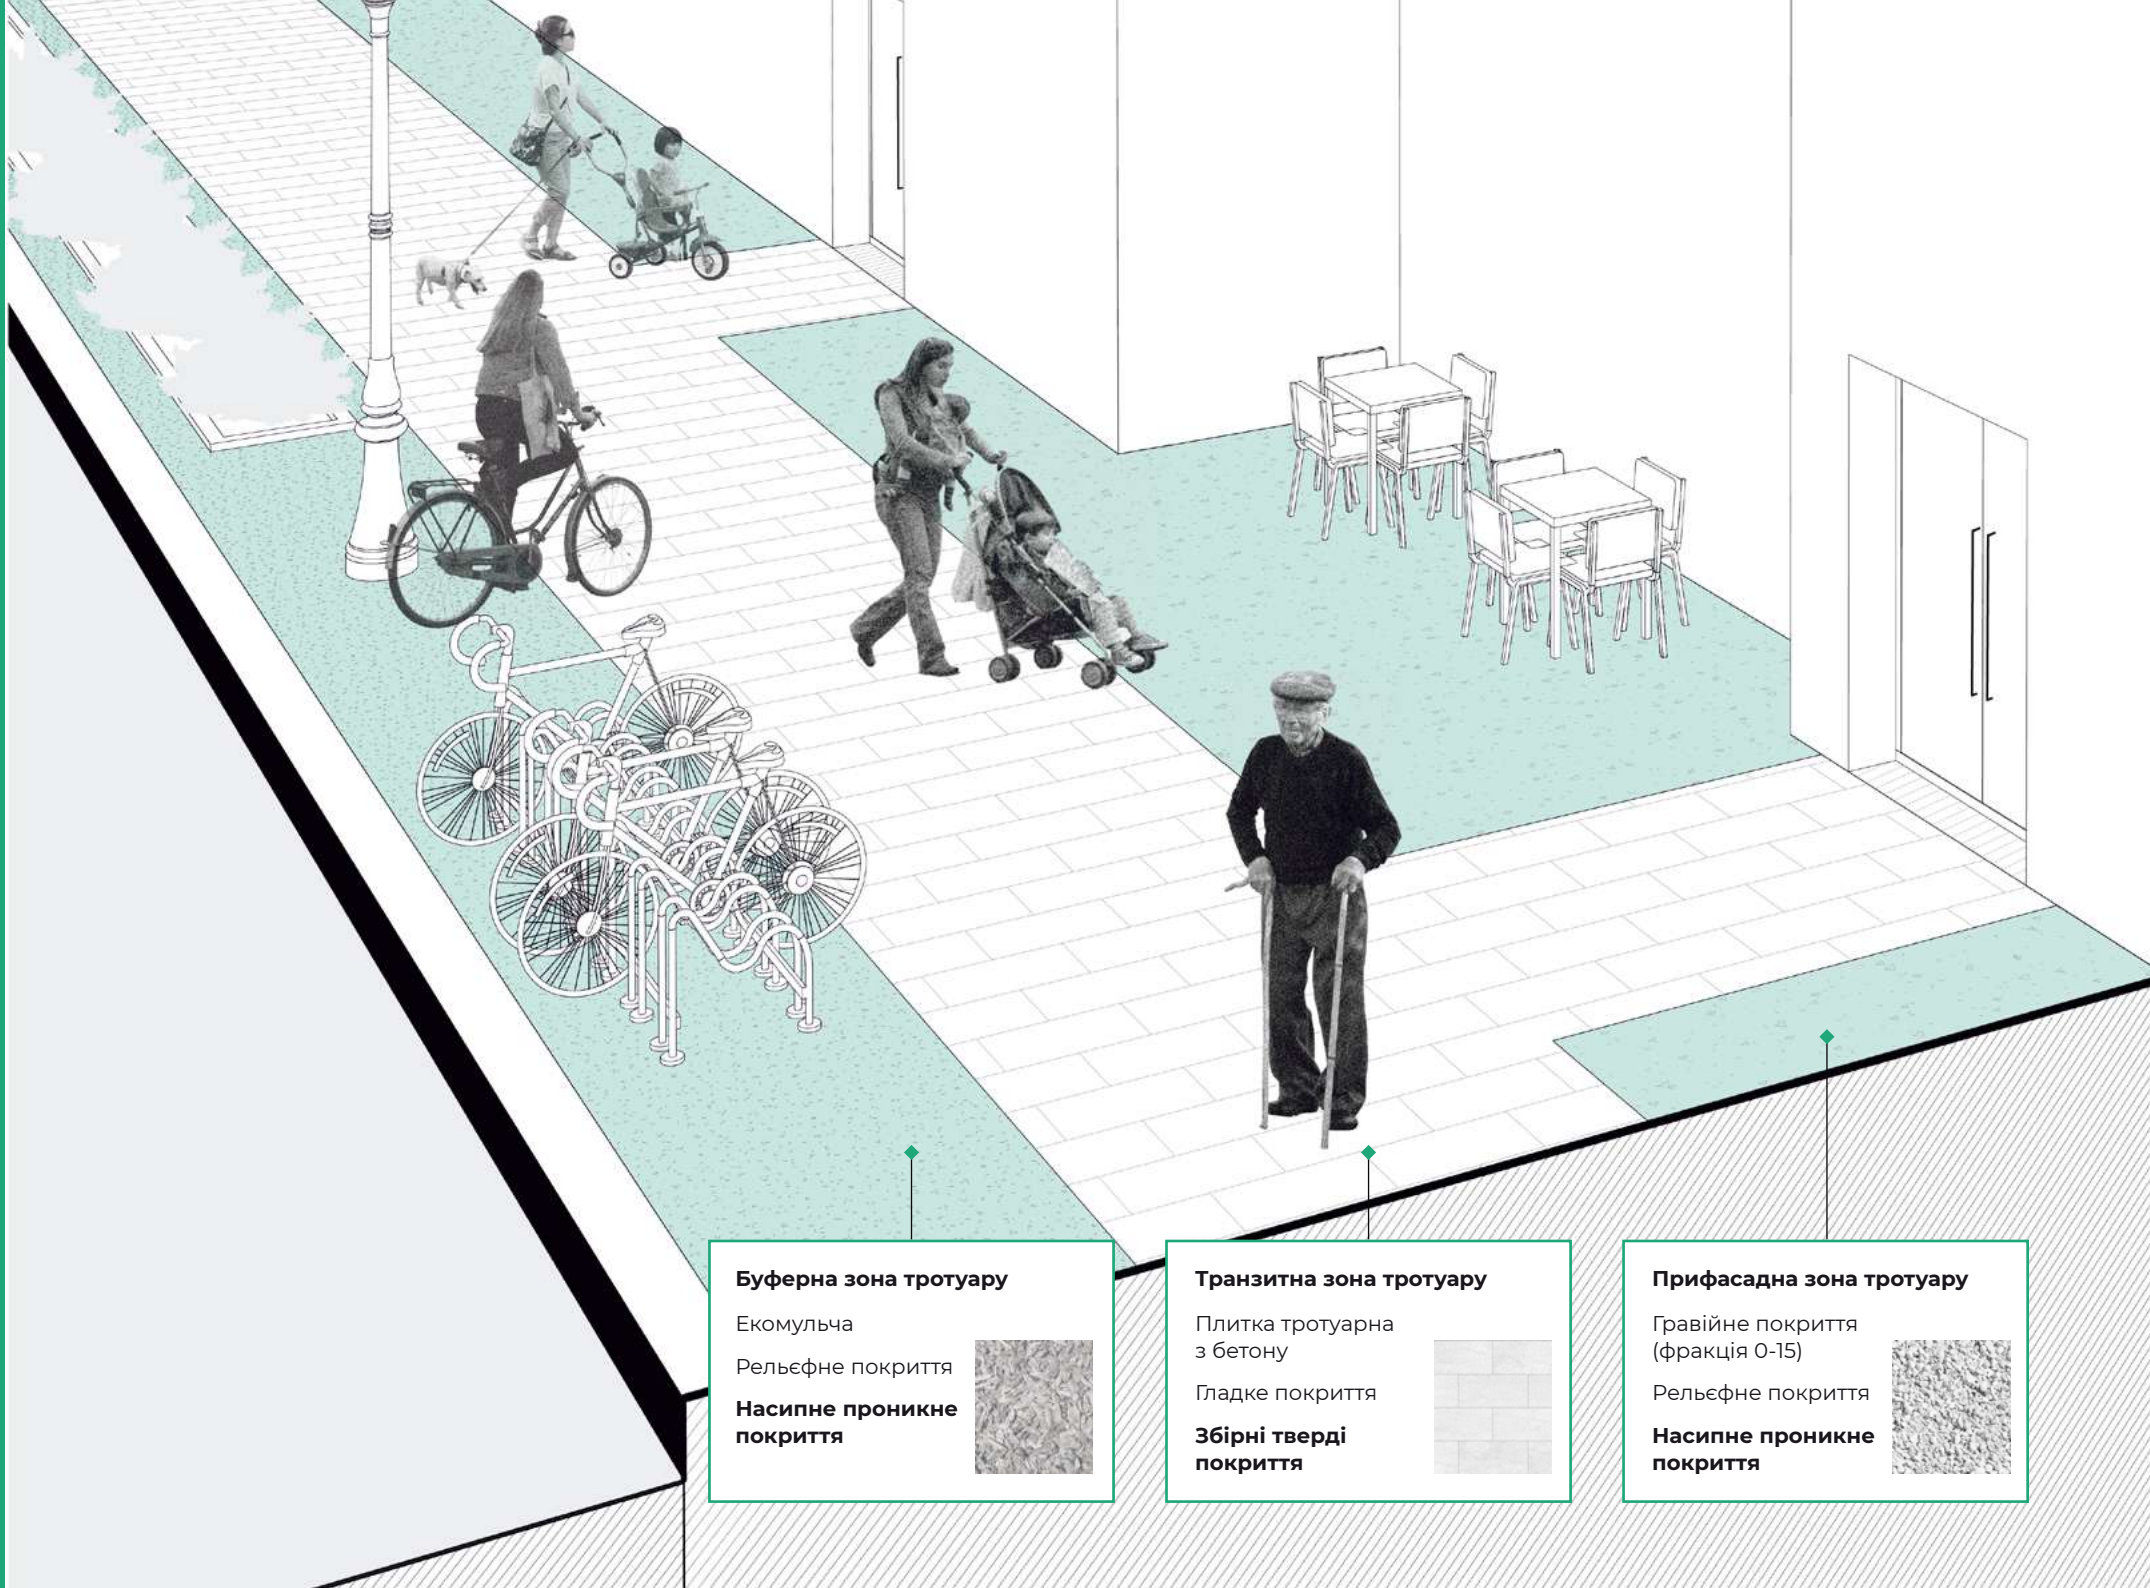 Буферна зона тротуару
Екомульча
Рельєфне покриття
Насипне проникне
покриття
Транзитна зона тротуару
Плитка тротуарна
з бетону
Гладке покриття
Збірні тверді
покриття
Прифасадна зона тротуару
Гравійне покриття
(фракція 0-15)
Рельєфне покриття
Насипне проникне
покриття